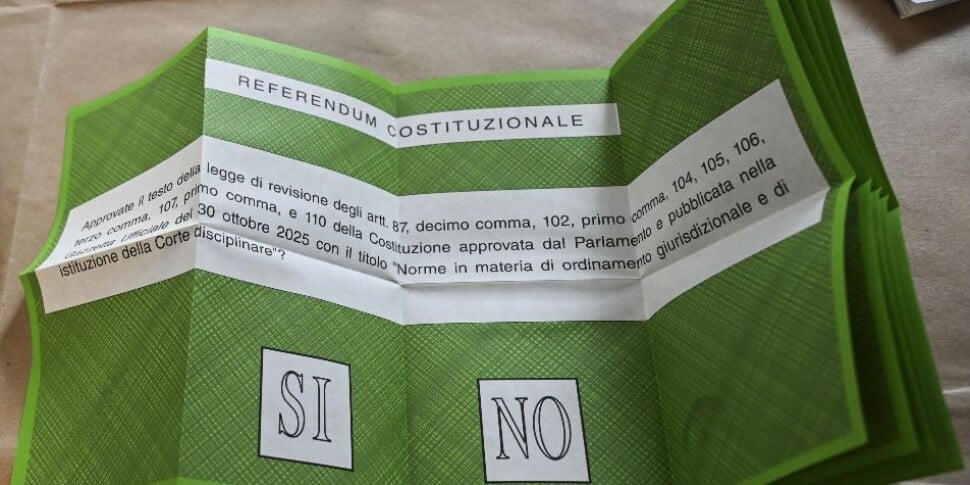 REFERENDUM COSTITUZIONALE
Approvate il testo della legge di revisione degli artt. 87, decimo comma, 102, primo comma, 104, 105, 106,
terzo comma, 107, primo comma, e 110 della Costituzione approvata dal Parlamento e pubblicata nella
Gazzetta Ufficiale del 30 ottobre 2025 con il titolo "Norme in materia di ordinamento giurisdizionale e di
istituzione della Corte disciplinare"?
SI
NO